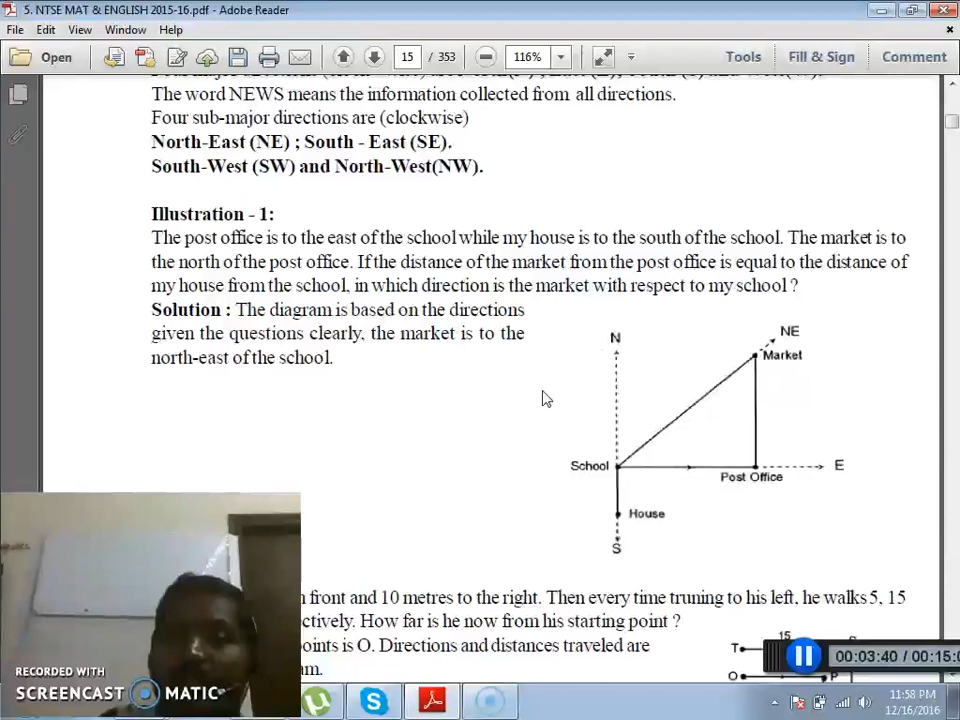 5. NTSE MAT & ENGLISH 2015-16.pdf - Adobe Reader
File Edit View Window Help
Open 15 / 353 116% Tools Fill & Sign Comment
The word NEWS means the information collected from all directions.
Four sub-major directions are (clockwise)
North-East (NE) ; South - East (SE).
South-West (SW) and North-West(NW).
Illustration - 1:
The post office is to the east of the school while my house is to the south of the school. The market is to
the north of the post office. If the distance of the market from the post office is equal to the distance of
my house from the school, in which direction is the market with respect to my school ?
Solution : The diagram is based on the directions
given the questions clearly, the market is to the
north-east of the school.
N
NE
Market
School
E
Post Office
House
S
front and 10 metres to the right. Then every time truning to his left, he walks 5, 15
ctively. How far is he now from his starting point ?
points is O. Directions and distances traveled are
am.
15
T
O
P
00:03:40 / 00:15:0
RECORDED WITH
SCREENCAST MATIC
11:58 PM
12/16/2016